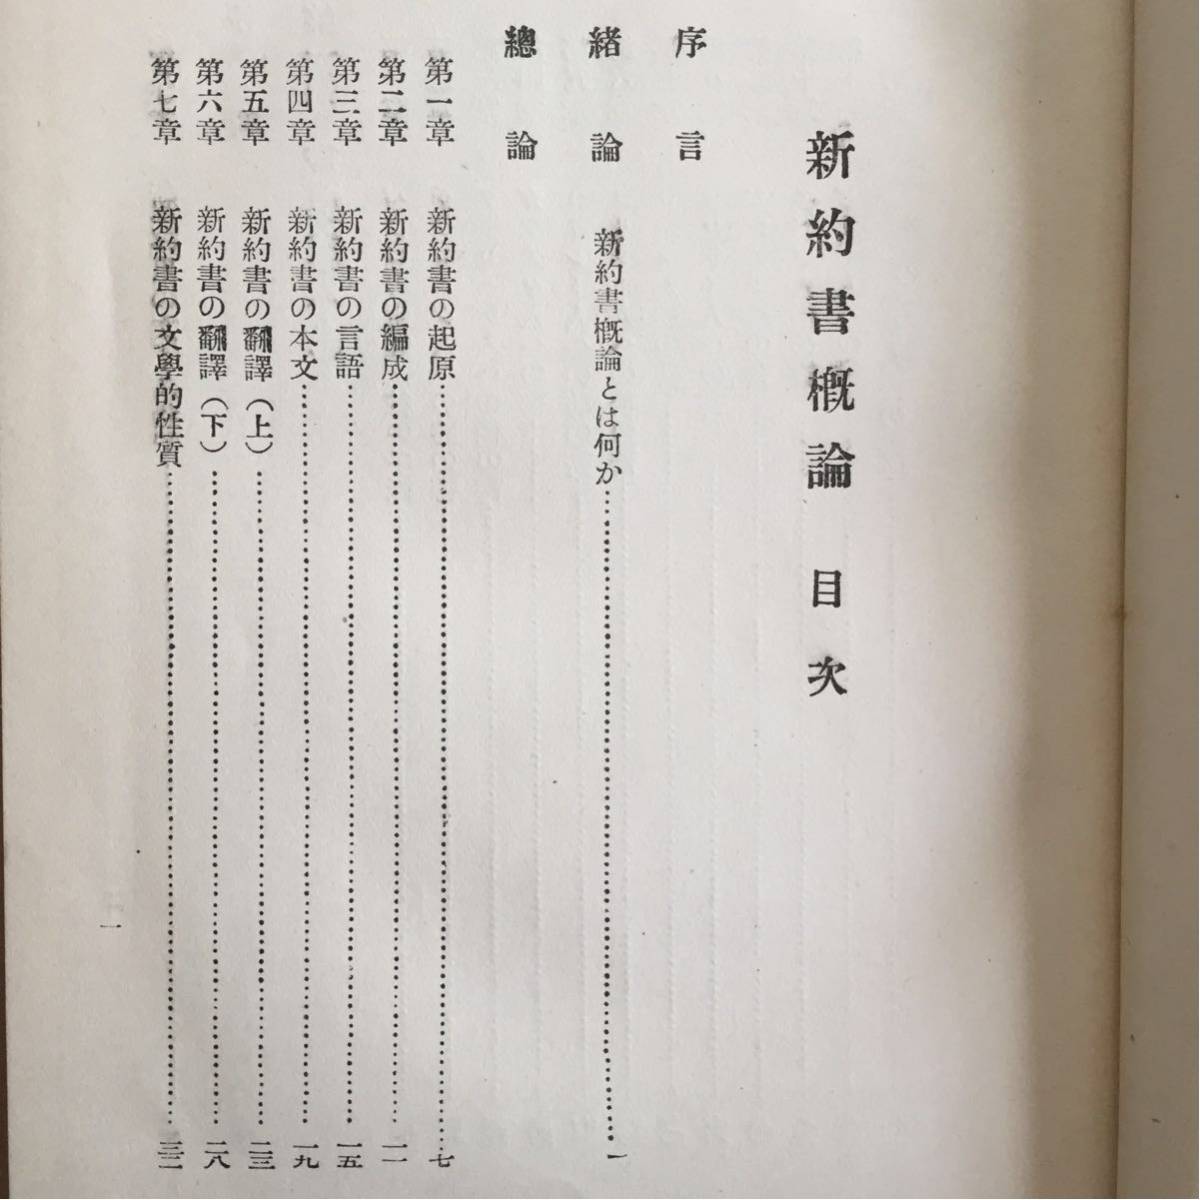 新約書槪論 目次
序言
緖論
新約書槪論とは何か…………一
總論
第一章 新約書の起原…………七
第二章 新約書の編成…………一一
第三章 新約書の言語…………一五
第四章 新約書の本文…………一九
第五章 新約書の飜譯（上）…………二三
第六章 新約書の飜譯（下）…………二八
第七章 新約書の文學的性質…………三二
一